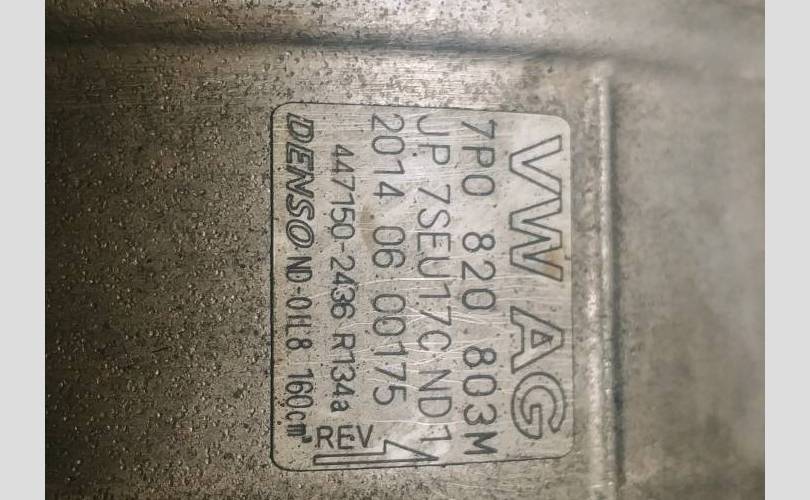 VW AG
7P0 820 803M
JP 7SEU17C ND1
2014 06 00175
447150-2436 R134a
DENSO ND-OIL8 160cm³
REV 1